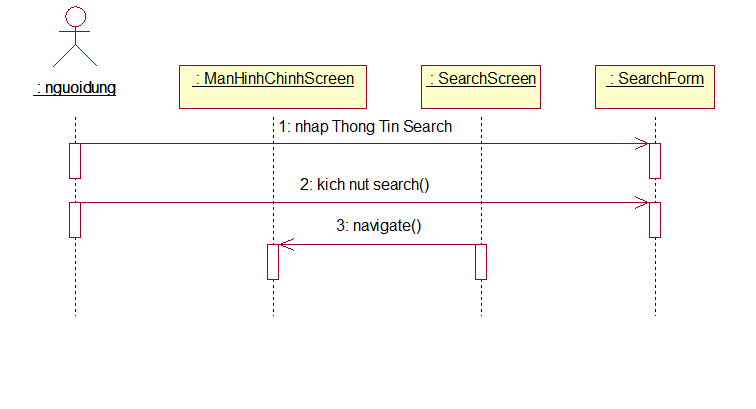 : nguoidung
: ManHinhChinhScreen
: SearchScreen
: SearchForm
1: nhap Thong Tin Search
2: kich nut search()
3: navigate()